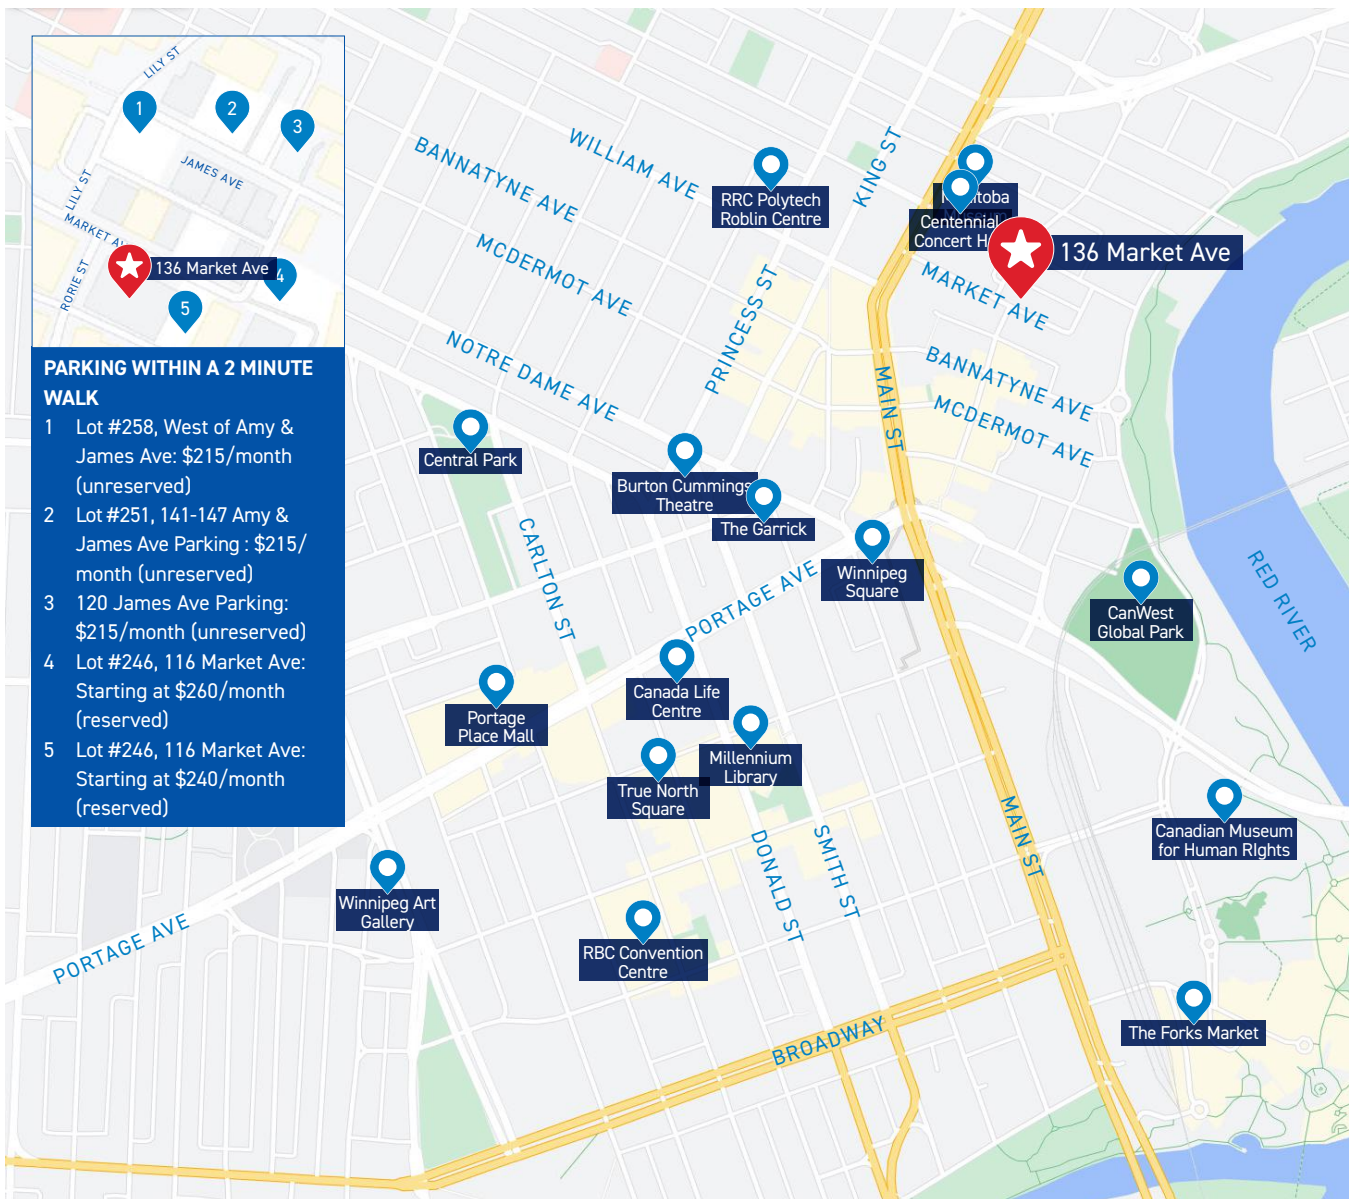 LILY ST
1
2
3
JAMES AVE
LILY ST
MARKET AV
RORIE ST
136 Market Ave
4
5
PARKING WITHIN A 2 MINUTE
WALK
1 Lot #258, West of Amy &
James Ave: $215/month
(unreserved)
2 Lot #251, 141-147 Amy &
James Ave Parking : $215/
month (unreserved)
3 120 James Ave Parking:
$215/month (unreserved)
4 Lot #246, 116 Market Ave:
Starting at $260/month
(reserved)
5 Lot #246, 116 Market Ave:
Starting at $240/month
(reserved)
WILLIAM AVE
BANNATYNE AVE
KING ST
RRC Polytech
Roblin Centre
Centennial
Concert H
136 Market Ave
MCDERMOT AVE
MARKET AVE
PRINCESS ST
NOTRE DAME AVE
MAIN ST
BANNATYNE AVE
MCDERMOT AVE
Central Park
Burton Cummings
Theatre
The Garrick
CARLTON ST
Winnipeg
Square
PORTAGE AVE
CanWest
Global Park
RED RIVER
Canada Life
Centre
Portage
Place Mall
Millennium
Library
True North
Square
MAIN ST
Canadian Museum
for Human RIghts
DONALD ST
SMITH ST
Winnipeg Art
Gallery
PORTAGE AVE
RBC Convention
Centre
BROADWAY
The Forks Market